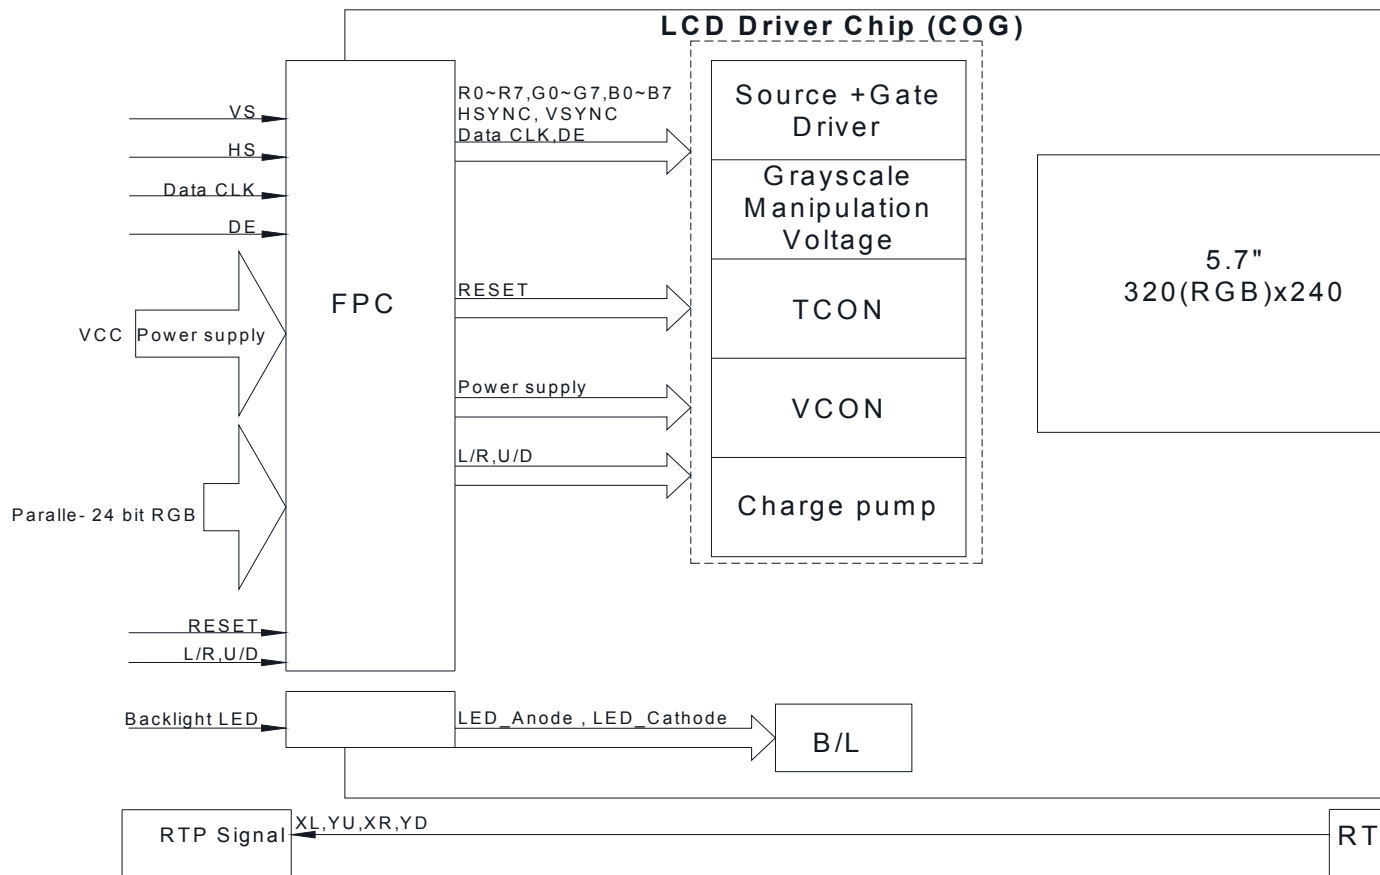 LCD Driver Chip (COG)
R0~R7,G0~G7,B0~B7
HSYNC, VSYNC
Data CLK,DE
Source +Gate
Driver
VS
HS
Data CLK
DE
Grayscale
Manipulation
Voltage
5.7"
320(RGB)x240
FPC
RESET
TCON
VCC
Power supply
Power supply
VCON
L/R,U/D
Paralle- 24 bit RGB
Charge pump
RESET
L/R,U/D
Backlight LED
LED_Anode , LED_Cathode
B/L
RTP Signal
XL,YU,XR,YD
RT